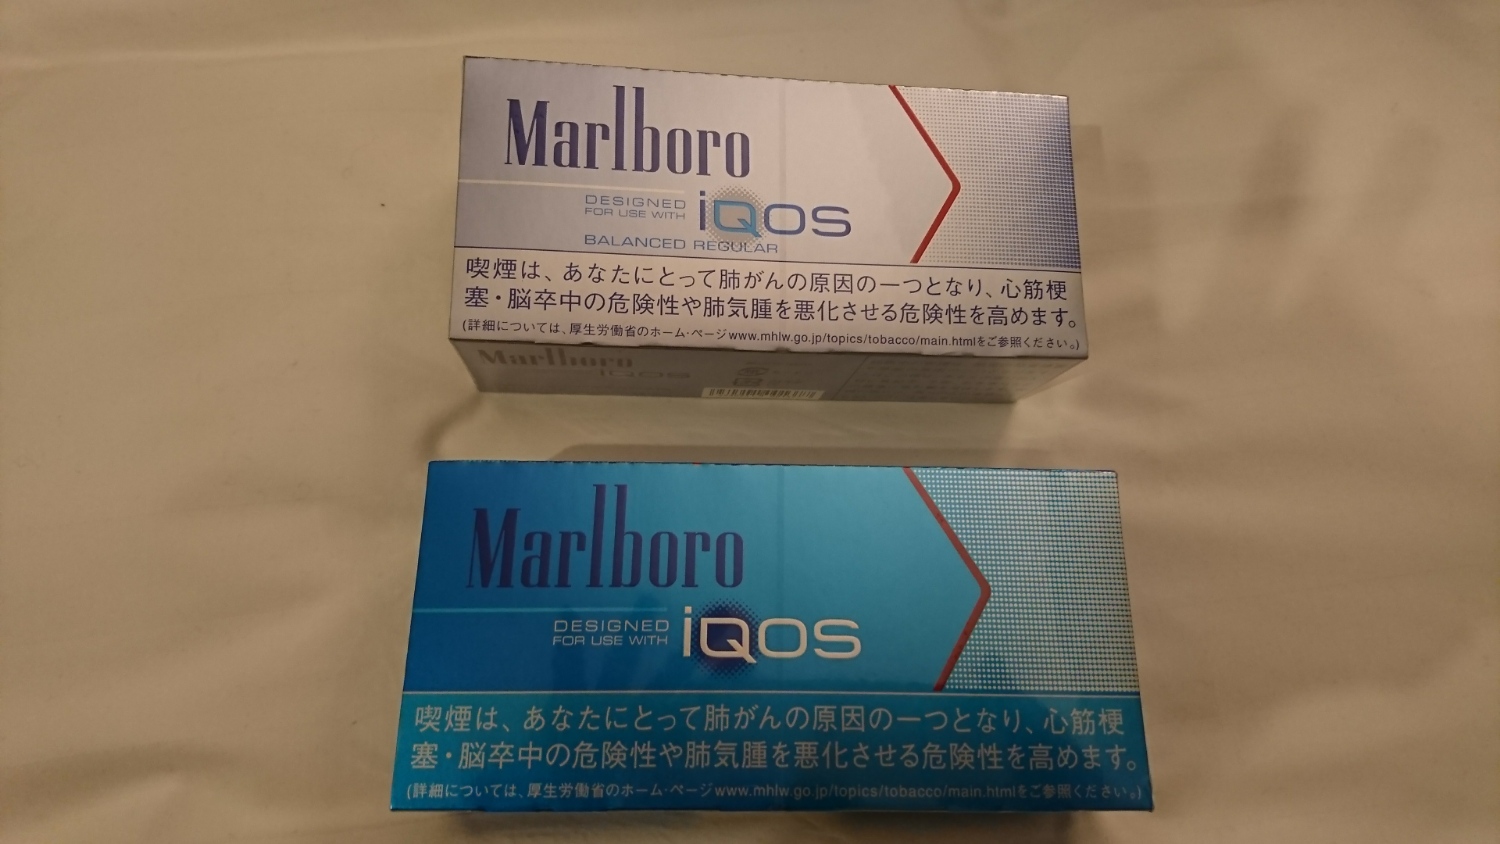 Marlboro
DESIGNED
FOR USE WITH
iQOS
BALANCED REGULAR
喫煙は、あなたにとって肺がんの原因の一つとなり、心筋梗
塞・脳卒中の危険性や肺気腫を悪化させる危険性を高めます。
(詳細については、厚生労働省のホーム・ページwww.mhlw.go.jp/topics/tobacco/main.htmlをご参照ください。)
Marlboro
iQOS
Marlboro
DESIGNED
FOR USE WITH
iQOS
喫煙は、あなたにとって肺がんの原因の一つとなり、心筋梗
塞・脳卒中の危険性や肺気腫を悪化させる危険性を高めます。
(詳細については、厚生労働省のホーム・ページwww.mhlw.go.jp/topics/tobacco/main.htmlをご参照ください。)